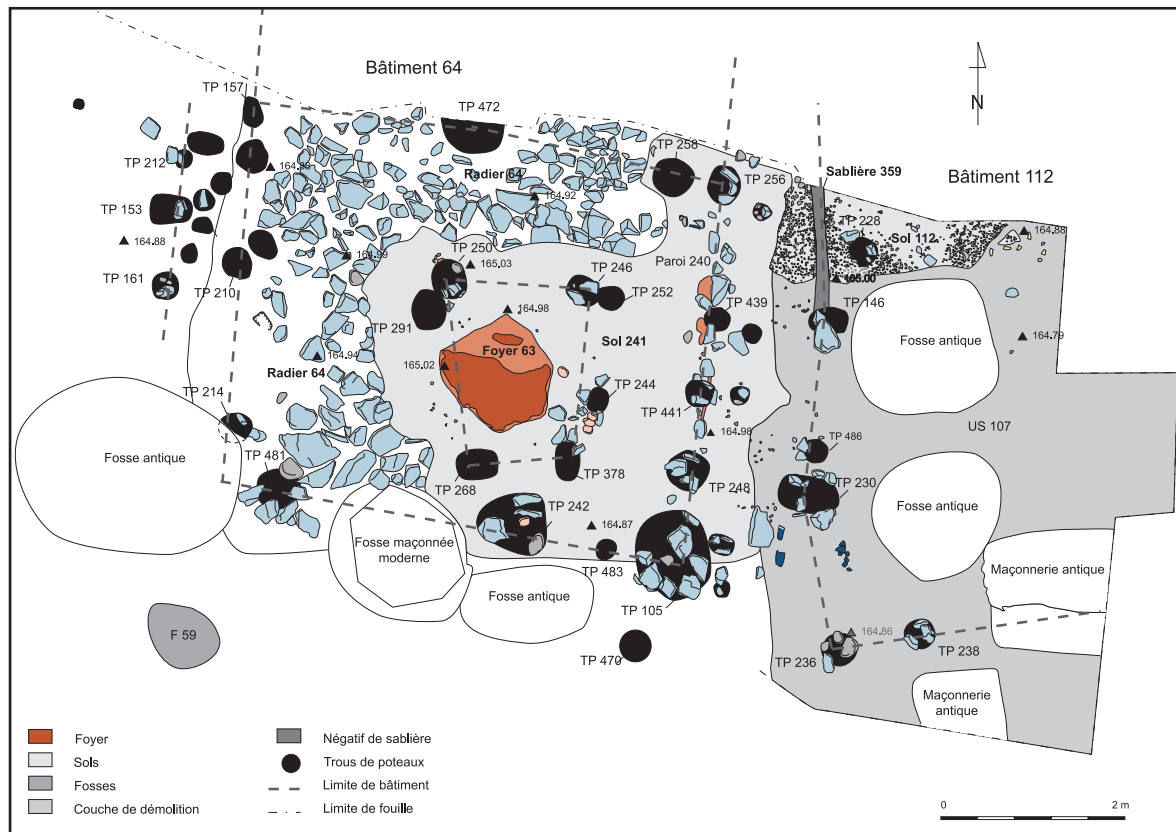 Bâtiment 64
TP 157
TP 472
N
TP 258
TP 212
164.99
Radier 64
TP 256
Sablière 359
Bâtiment 112
164.92
TP 153
TP 228
164.88
Sol 112
164.88
TP 250
164.99
165.03
TP 246
Paroi 240
TP 161
TP 210
165.00
TP 252
TP 439
TP 146
164.98
TP 291
Fosse antique
164.79
Foyer 63
Sol 241
164.94
165.02
Radier 64
TP 244
TP 214
TP 441
US 107
164.98
TP 486
Fosse antique
TP 481
TP 268
TP 378
TP 248
TP 230
Fosse antique
TP 242
164.87
Fosse maçonnée
moderne
TP 483
Maçonnerie antique
Fosse antique
TP 105
F 59
164.86
TP 470
TP 236
TP 238
Maçonnerie
antique
Foyer
Sols
Fosses
Couche de démolition
Négatif de sablière
Trous de poteaux
Limite de bâtiment
Limite de fouille
0
2 m